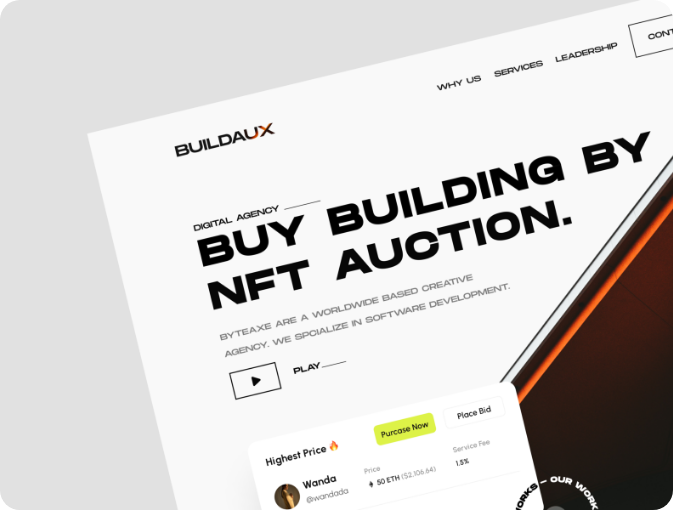 WHY US SERVICES LEADERSHIP
BUILDAUX
DIGITAL AGENCY
BUY BUILDING BY
NFT AUCTION.
BYTEAXE ARE A WORLDWIDE BASED CREATIVE
AGENCY. WE SPCIALIZE IN SOFTWARE DEVELOPMENT.
PLAY
Highest Price 🔥 Purcase Now Place Bid
Wanda
@wandada
Price
50 ETH ($2,106.64)
Service Fee
1.5%
OUR WORK